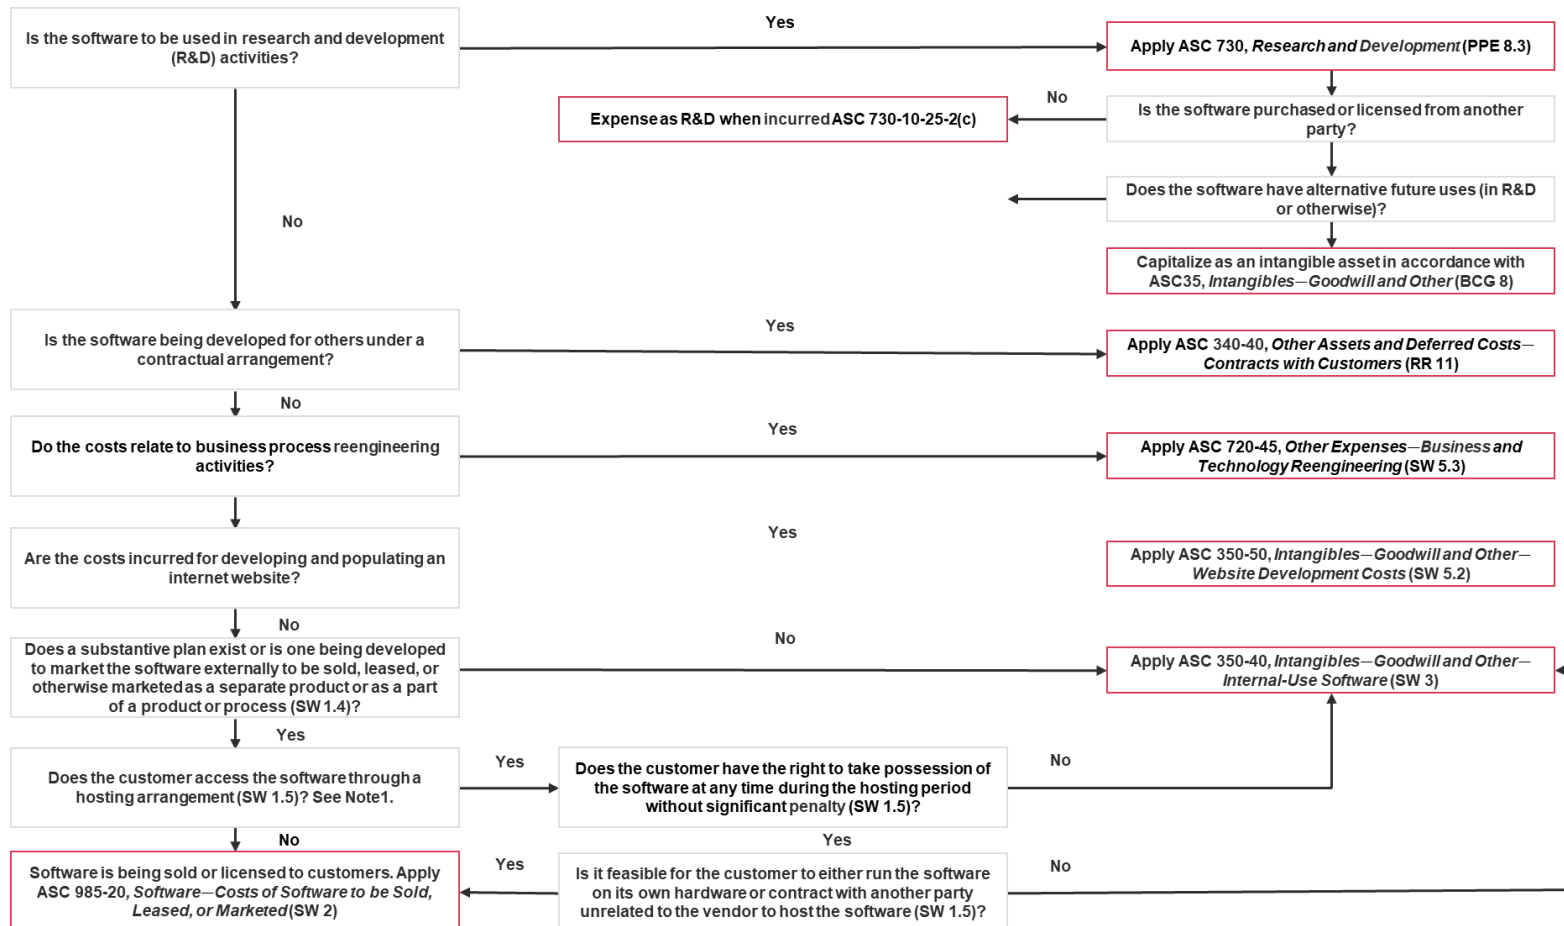 Yes
Is the software to be used in research and development
(R&D) activities?
Apply ASC 730, Research and Development (PPE 8.3)
No
Expense as R&D when incurred ASC 730-10-25-2(c)
Is the software purchased or licensed from another
party?
Does the software have alternative future uses (in R&D
or otherwise)?
No
Capitalize as an intangible asset in accordance with
ASC35, Intangibles—Goodwill and Other (BCG 8)
Is the software being developed for others under a
contractual arrangement?
Yes
Apply ASC 340-40, Other Assets and Deferred Costs—
Contracts with Customers (RR 11)
No
Do the costs relate to business process reengineering
activities?
Yes
Apply ASC 720-45, Other Expenses—Business and
Technology Reengineering (SW 5.3)
Are the costs incurred for developing and populating an
internet website?
Yes
Apply ASC 350-50, Intangibles—Goodwill and Other—
Website Development Costs (SW 5.2)
No
Does a substantive plan exist or is one being developed
to market the software externally to be sold, leased, or
otherwise marketed as a separate product or as a part
of a product or process (SW 1.4)?
No
Apply ASC 350-40, Intangibles—Goodwill and Other—
Internal-Use Software (SW 3)
Yes
Does the customer access the software through a
hosting arrangement (SW 1.5)? See Note1.
Yes
Does the customer have the right to take possession of
the software at any time during the hosting period
without significant penalty (SW 1.5)?
No
No
Yes
Software is being sold or licensed to customers. Apply
ASC 985-20, Software—Costs of Software to be Sold,
Leased, or Marketed (SW 2)
Yes
Is it feasible for the customer to either run the software
on its own hardware or contract with another party
unrelated to the vendor to host the software (SW 1.5)?
No